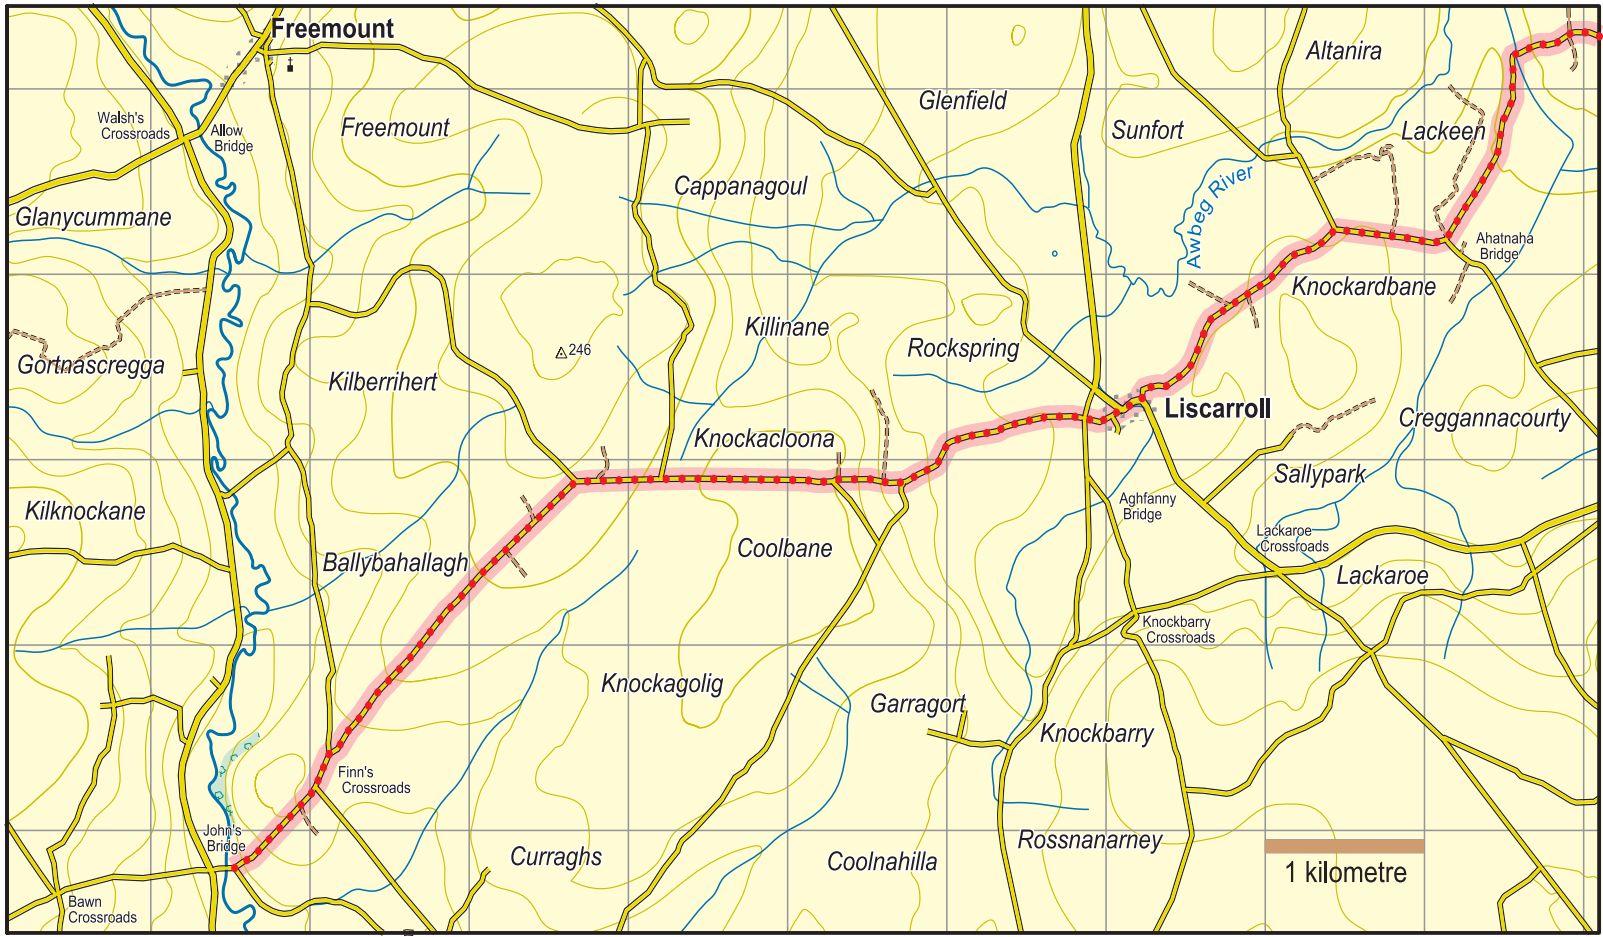 Freemount
Altanira
Glenfield
Walsh's
Crossroads
Allow
Bridge
Freemount
Sunfort
Lackeen
Cappanagoul
Awbeg River
Glanycummane
Ahatnaha
Bridge
Knockardbane
Killinane
246
Rockspring
Gortnascregga
Kilberrihert
Liscarroll
Creggannacourty
Knockacloona
Sallypark
Kilknockane
Aghfanny
Bridge
Lackaroe
Crossroads
Coolbane
Ballybahallagh
Lackaroe
Knockbarry
Crossroads
Knockagolig
Garragort
Knockbarry
Finn's
Crossroads
John's
Bridge
Rossnanarney
Curraghs
Coolnahilla
1 kilometre
Bawn
Crossroads